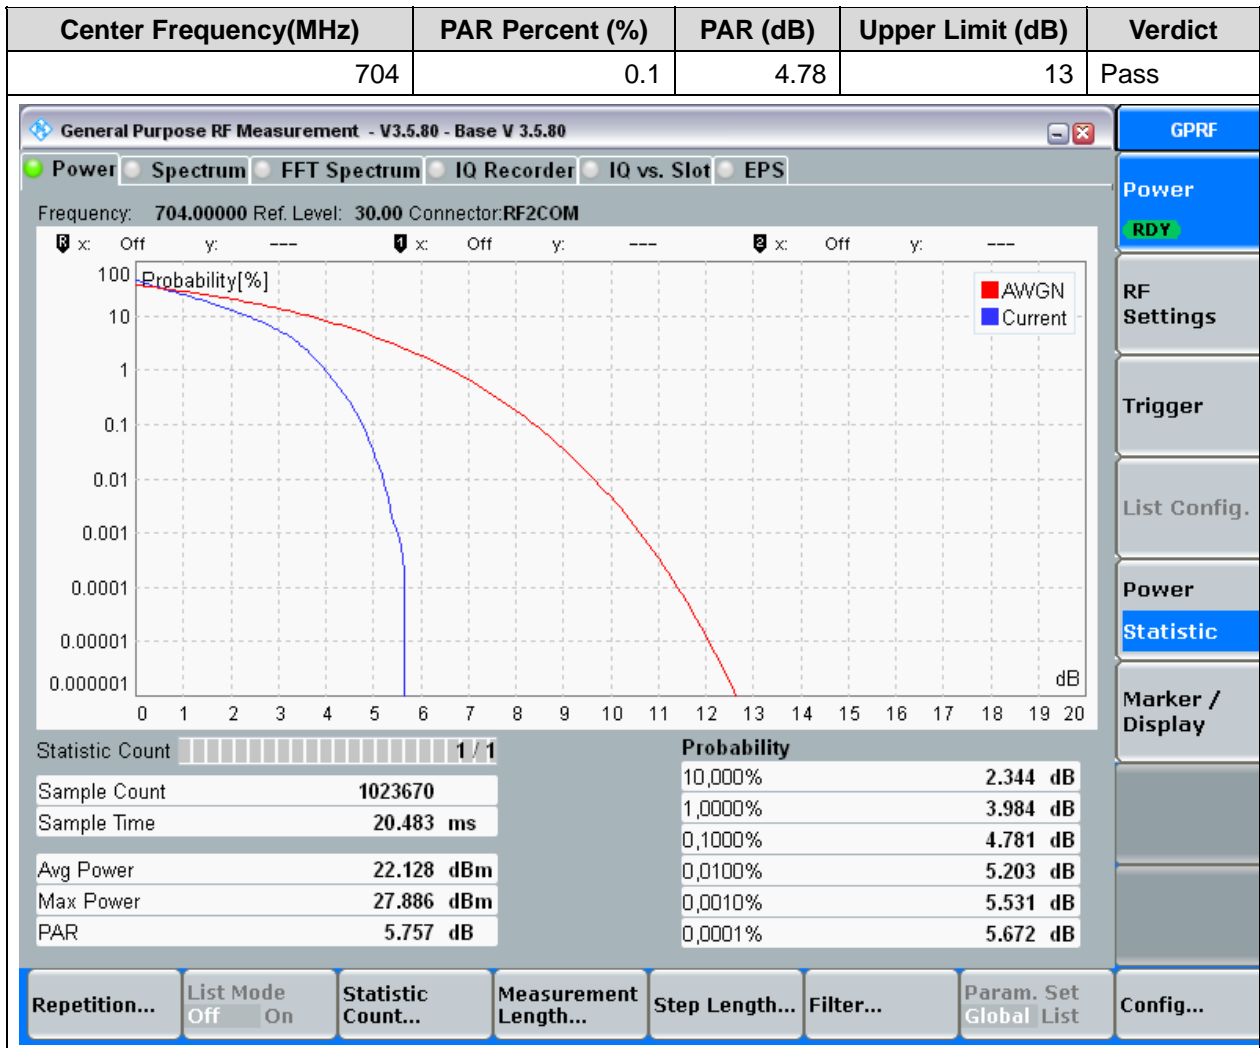 Center Frequency(MHz) PAR Percent (%) PAR (dB) Upper Limit (dB) Verdict
704 0.1 4.78 13 Pass
General Purpose RF Measurement - V3.5.80 - Base V 3.5.80
GPRF
Power Spectrum FFT Spectrum IQ Recorder IQ vs. Slot EPS
Frequency: 704.00000 Ref. Level: 30.00 Connector:RF2COM
R x: Off y: --- 1 x: Off y: --- 2 x: Off y: ---
Probability[%]
100
10
1
0.1
0.01
0.001
0.0001
0.00001
0.000001
AWGN
Current
dB
0 1 2 3 4 5 6 7 8 9 10 11 12 13 14 15 16 17 18 19 20
Statistic Count 1 / 1
Sample Count 1023670
Sample Time 20.483 ms
Avg Power 22.128 dBm
Max Power 27.886 dBm
PAR 5.757 dB
Probability
10,000% 2.344 dB
1,0000% 3.984 dB
0,1000% 4.781 dB
0,0100% 5.203 dB
0,0010% 5.531 dB
0,0001% 5.672 dB
Power
RDY
RF
Settings
Trigger
List Config.
Power
Statistic
Marker /
Display
Repetition...
List Mode
Off On
Statistic
Count...
Measurement
Length...
Step Length...
Filter...
Param. Set
Global List
Config...